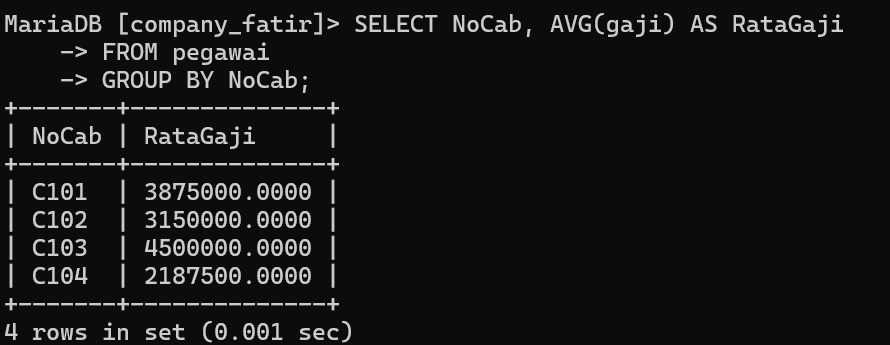 MariaDB [company_fatir]> SELECT NoCab, AVG(gaji) AS RataGaji
    -> FROM pegawai
    -> GROUP BY NoCab;
+-------+--------------+
| NoCab | RataGaji     |
+-------+--------------+
| C101  | 3875000.0000 |
| C102  | 3150000.0000 |
| C103  | 4500000.0000 |
| C104  | 2187500.0000 |
+-------+--------------+
4 rows in set (0.001 sec)